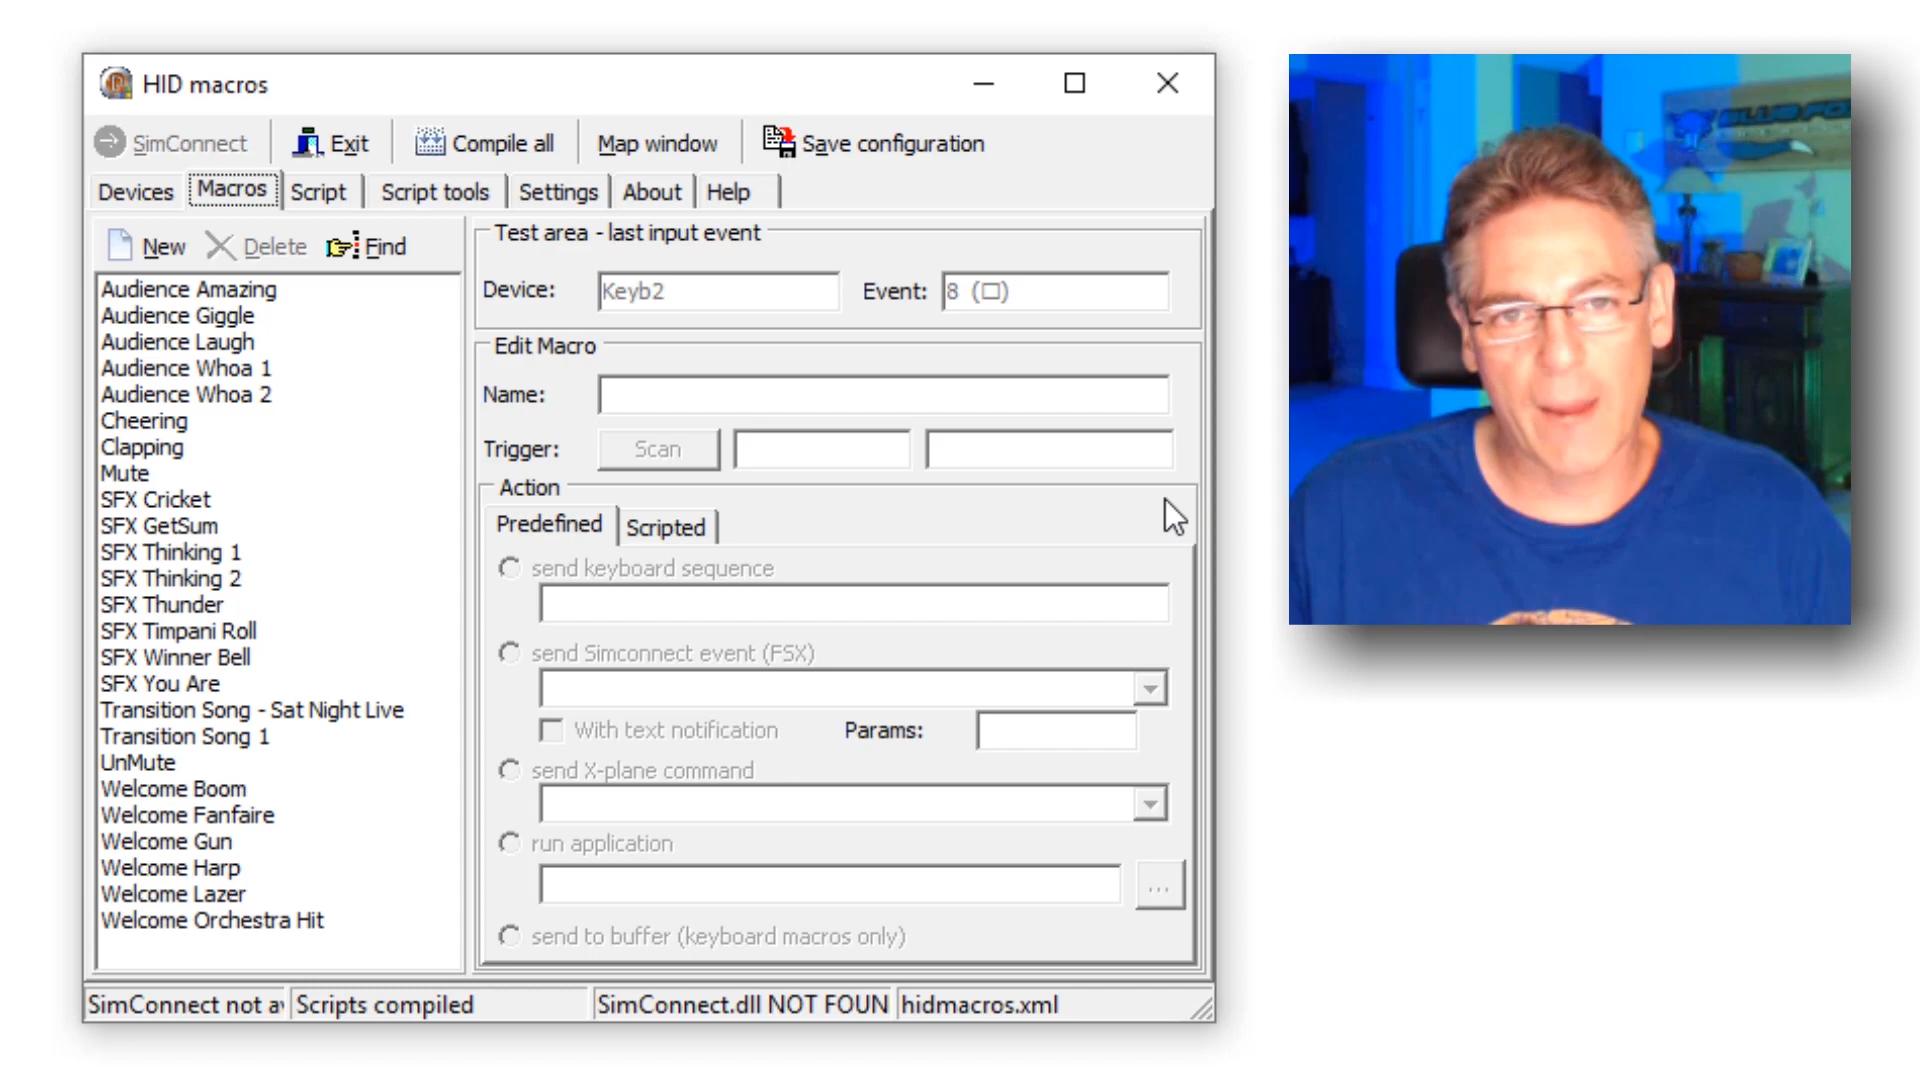 HID macros
SimConnect Exit Compile all Map window Save configuration
Devices Macros Script Script tools Settings About Help
New Delete Find
Audience Amazing
Audience Giggle
Audience Laugh
Audience Whoa 1
Audience Whoa 2
Cheering
Clapping
Mute
SFX Cricket
SFX GetSum
SFX Thinking 1
SFX Thinking 2
SFX Thunder
SFX Timpani Roll
SFX Winner Bell
SFX You Are
Transition Song - Sat Night Live
Transition Song 1
UnMute
Welcome Boom
Welcome Fanfaire
Welcome Gun
Welcome Harp
Welcome Lazer
Welcome Orchestra Hit
Test area - last input event
Device: Keyb2 Event: 8 (□)
Edit Macro
Name:
Trigger: Scan
Action
Predefined Scripted
send keyboard sequence
send Simconnect event (FSX)
With text notification Params:
send X-plane command
run application
...
send to buffer (keyboard macros only)
SimConnect not a Scripts compiled SimConnect.dll NOT FOUN hidmacros.xml
BLUE FO